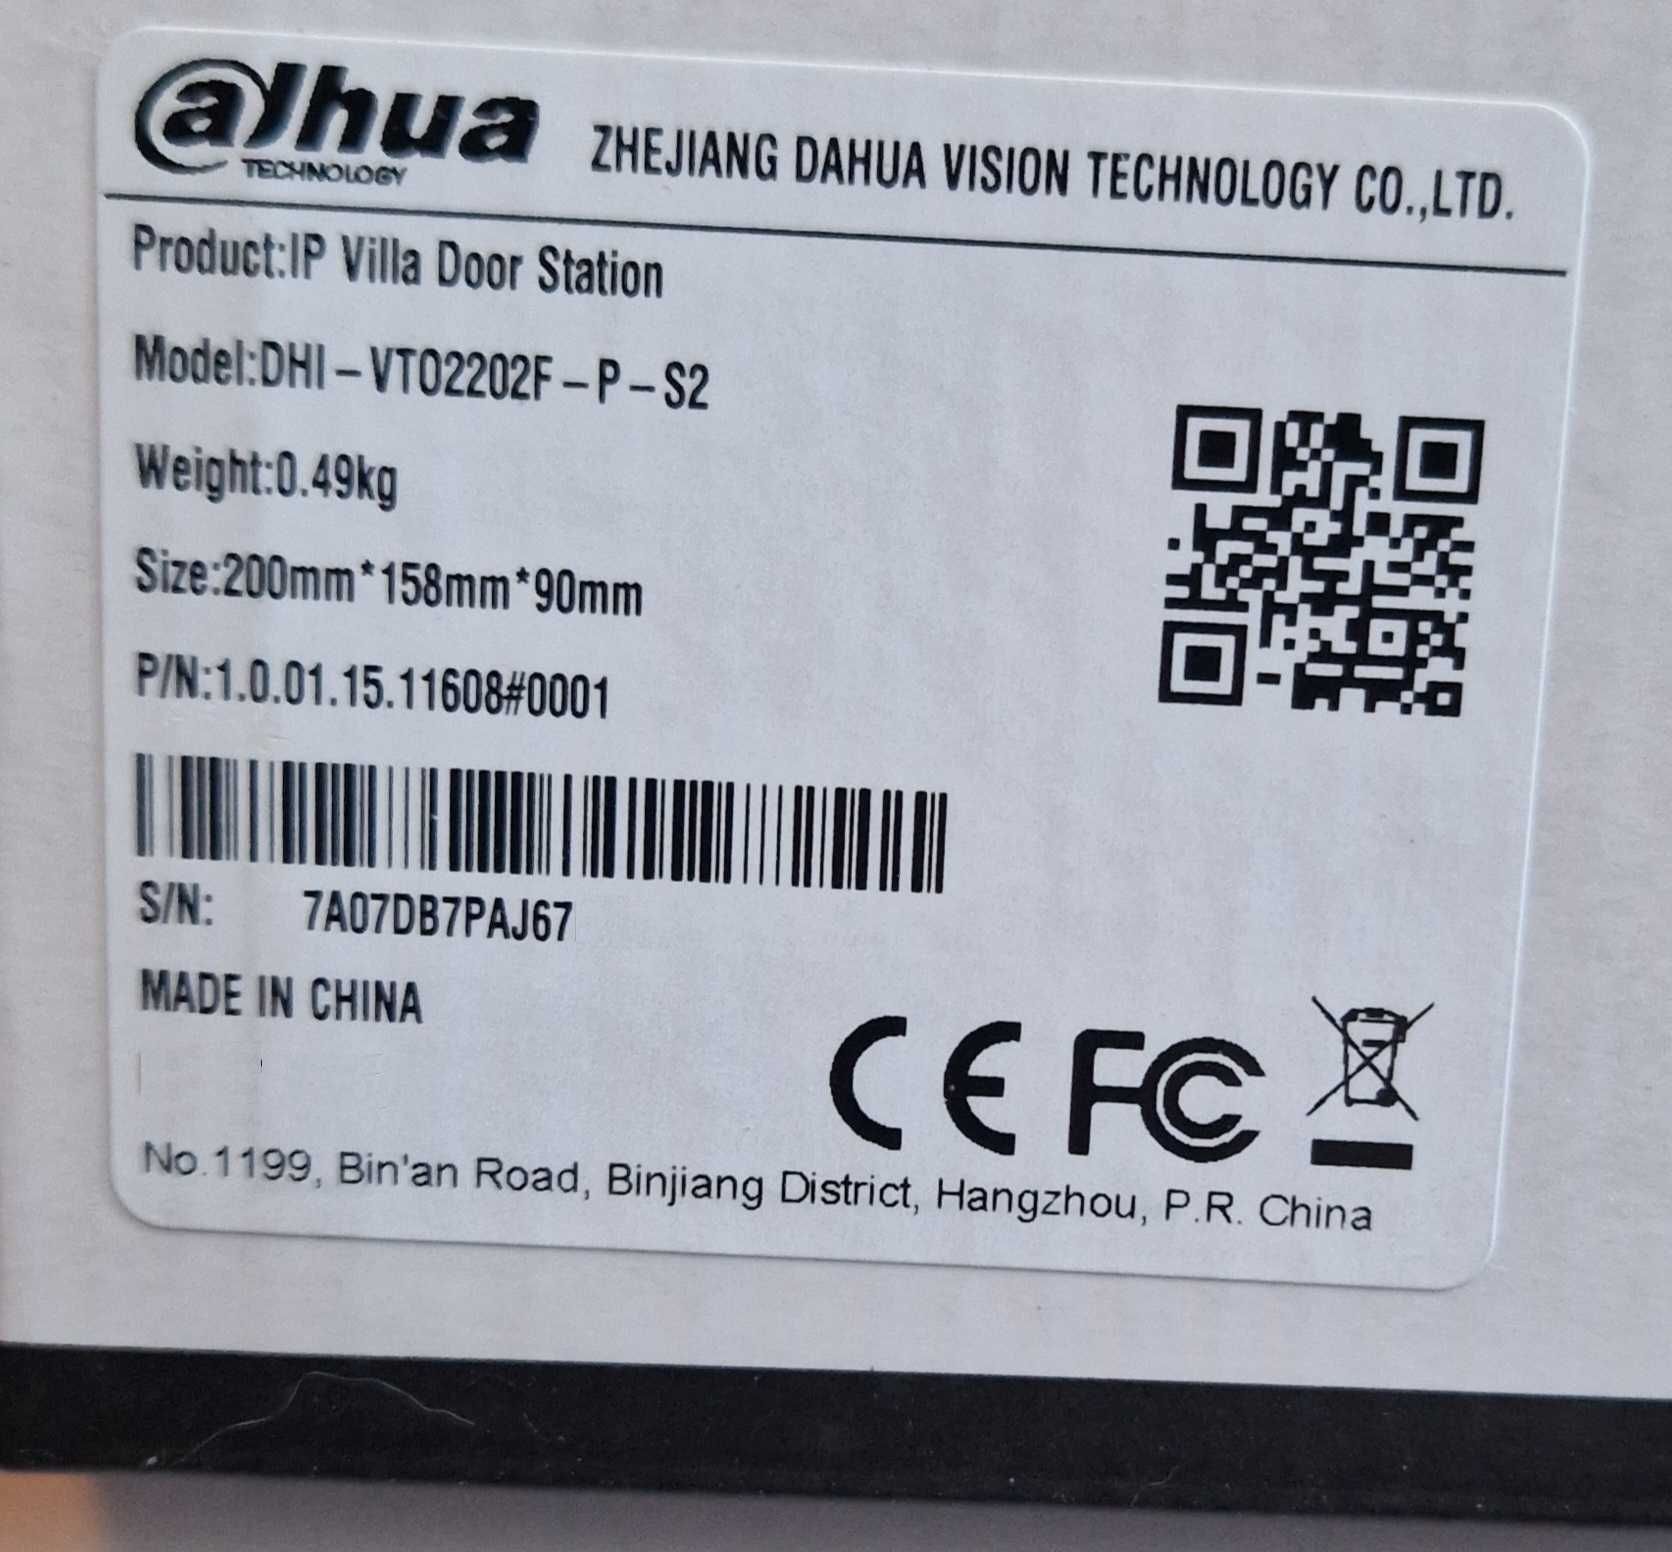 alhua
TECHNOLOGY
ZHEJIANG DAHUA VISION TECHNOLOGY CO.,LTD.
Product:IP Villa Door Station
Model:DHI-VTO2202F-P-S2
Weight:0.49kg
Size:200mm*158mm*90mm
P/N:1.0.01.15.11608#0001
S/N: 7A07DB7PAJ67
MADE IN CHINA
CE FC
No.1199, Bin'an Road, Binjiang District, Hangzhou, P.R. China